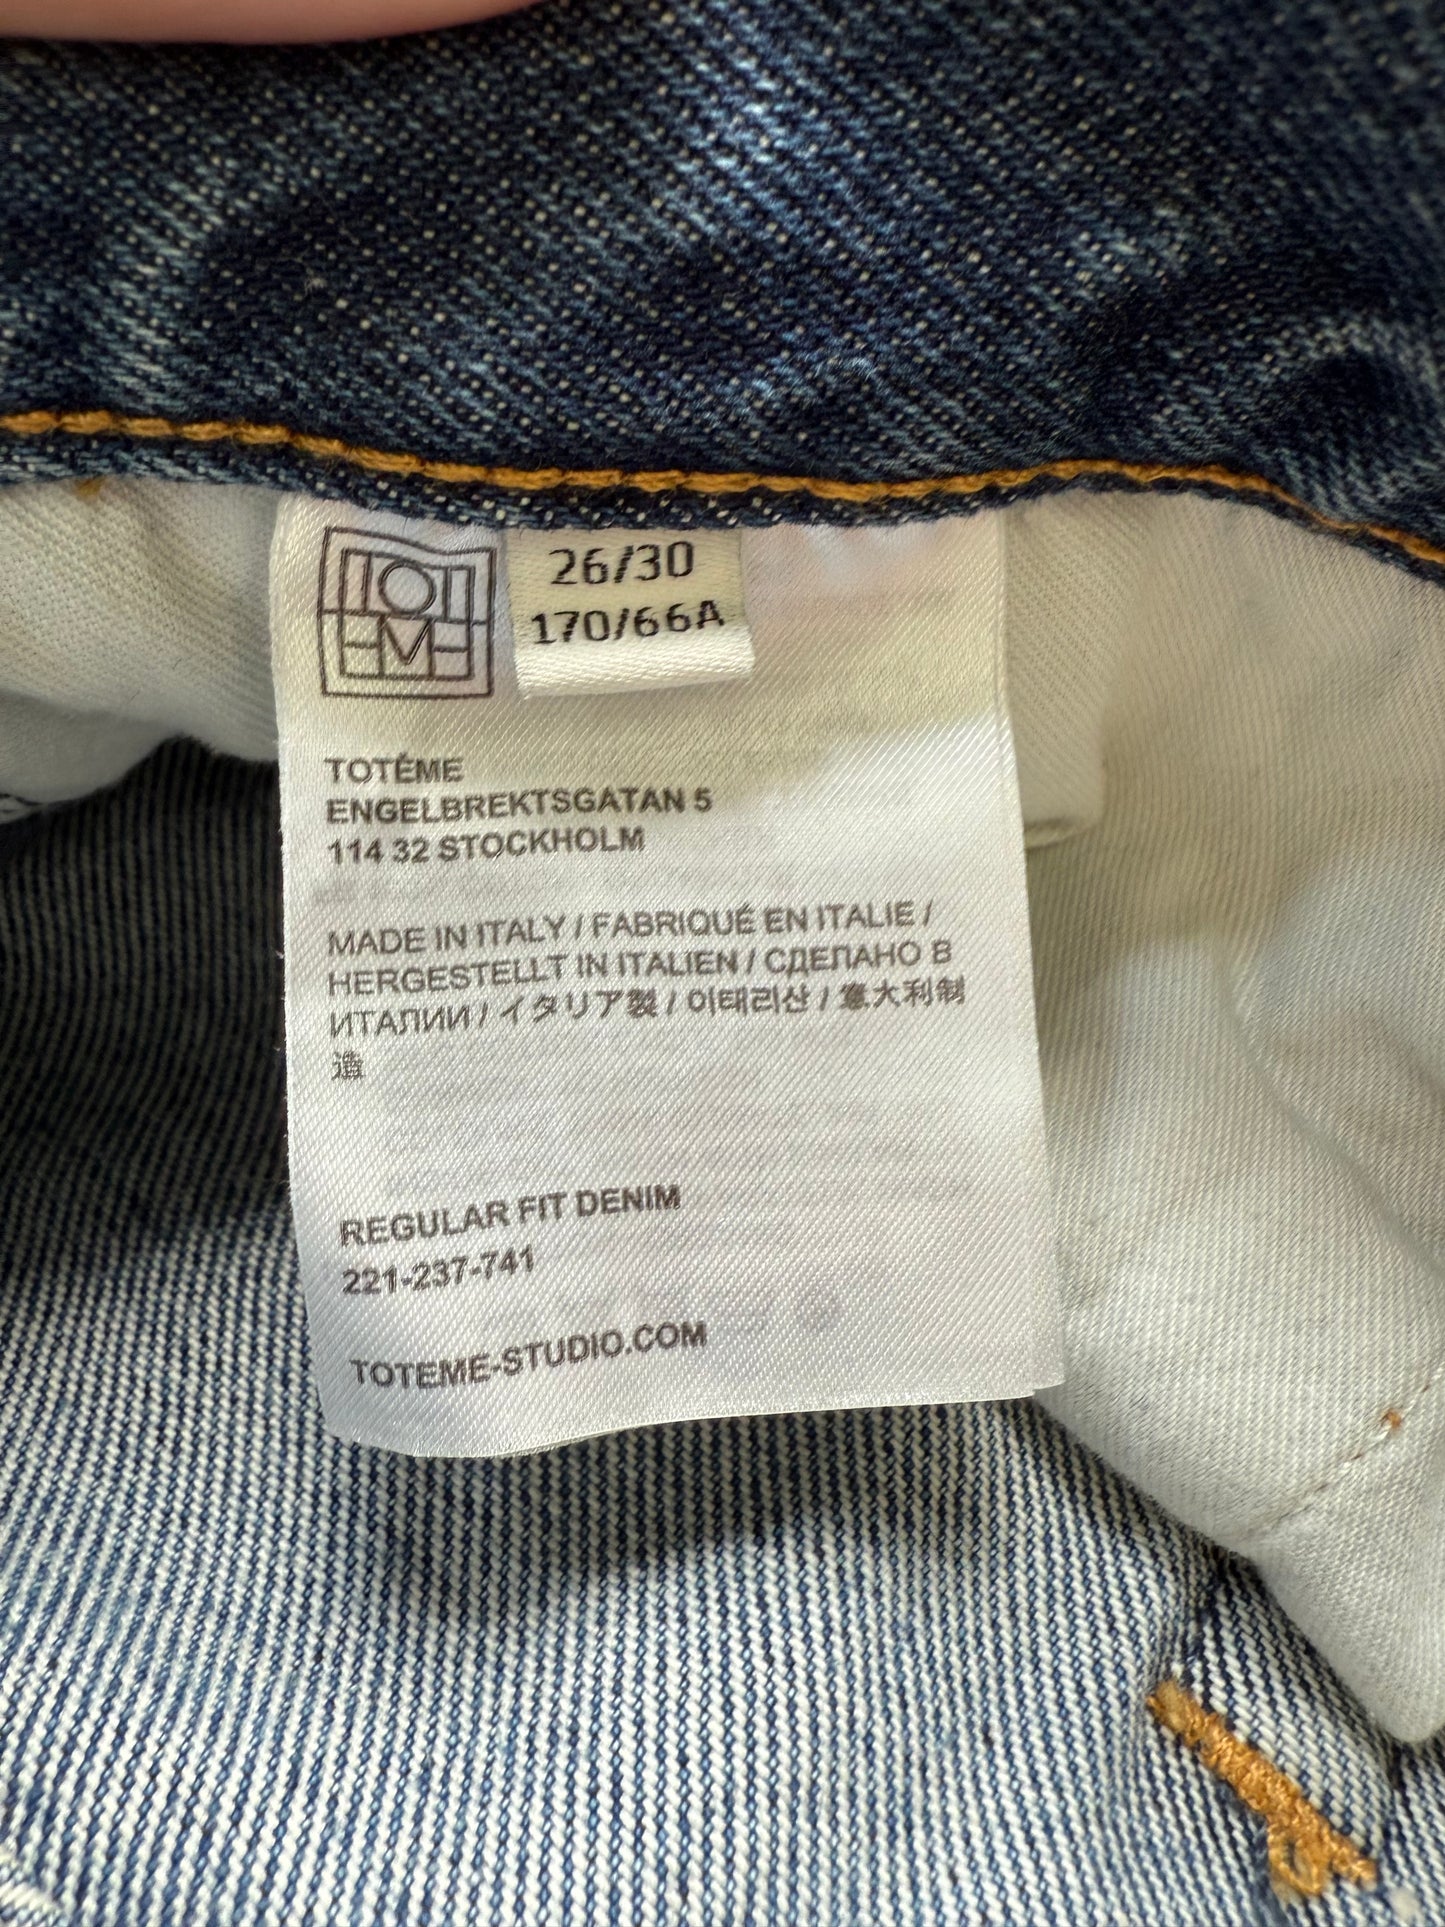 TOTEME
26/30
170/66A
TOTÊME
ENGELBREKTSGATAN 5
114 32 STOCKHOLM
MADE IN ITALY / FABRIQUÉ EN ITALIE /
HERGESTELLT IN ITALIEN / СДЕЛАНО В
ИТАЛИИ / イタリア製 / 이태리산 / 意大利制
造
REGULAR FIT DENIM
221-237-741
TOTEME-STUDIO.COM